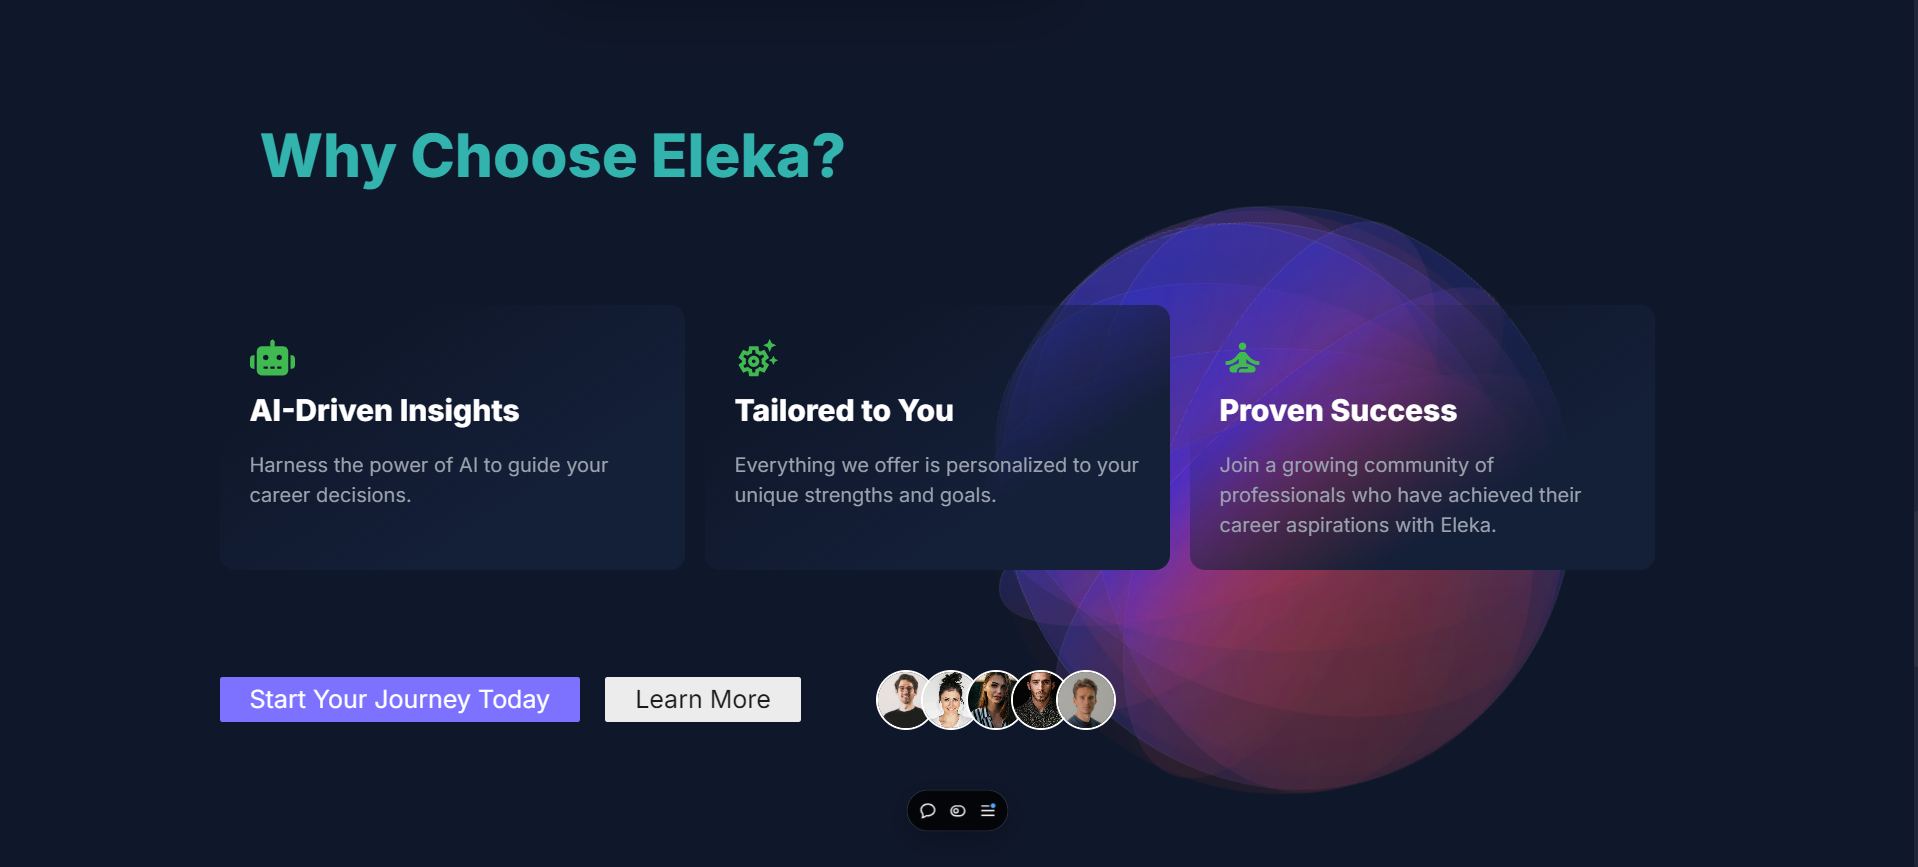 Why Choose Eleka?
AI-Driven Insights
Harness the power of AI to guide your
career decisions.
Tailored to You
Everything we offer is personalized to your
unique strengths and goals.
Proven Success
Join a growing community of
professionals who have achieved their
career aspirations with Eleka.
Start Your Journey Today
Learn More